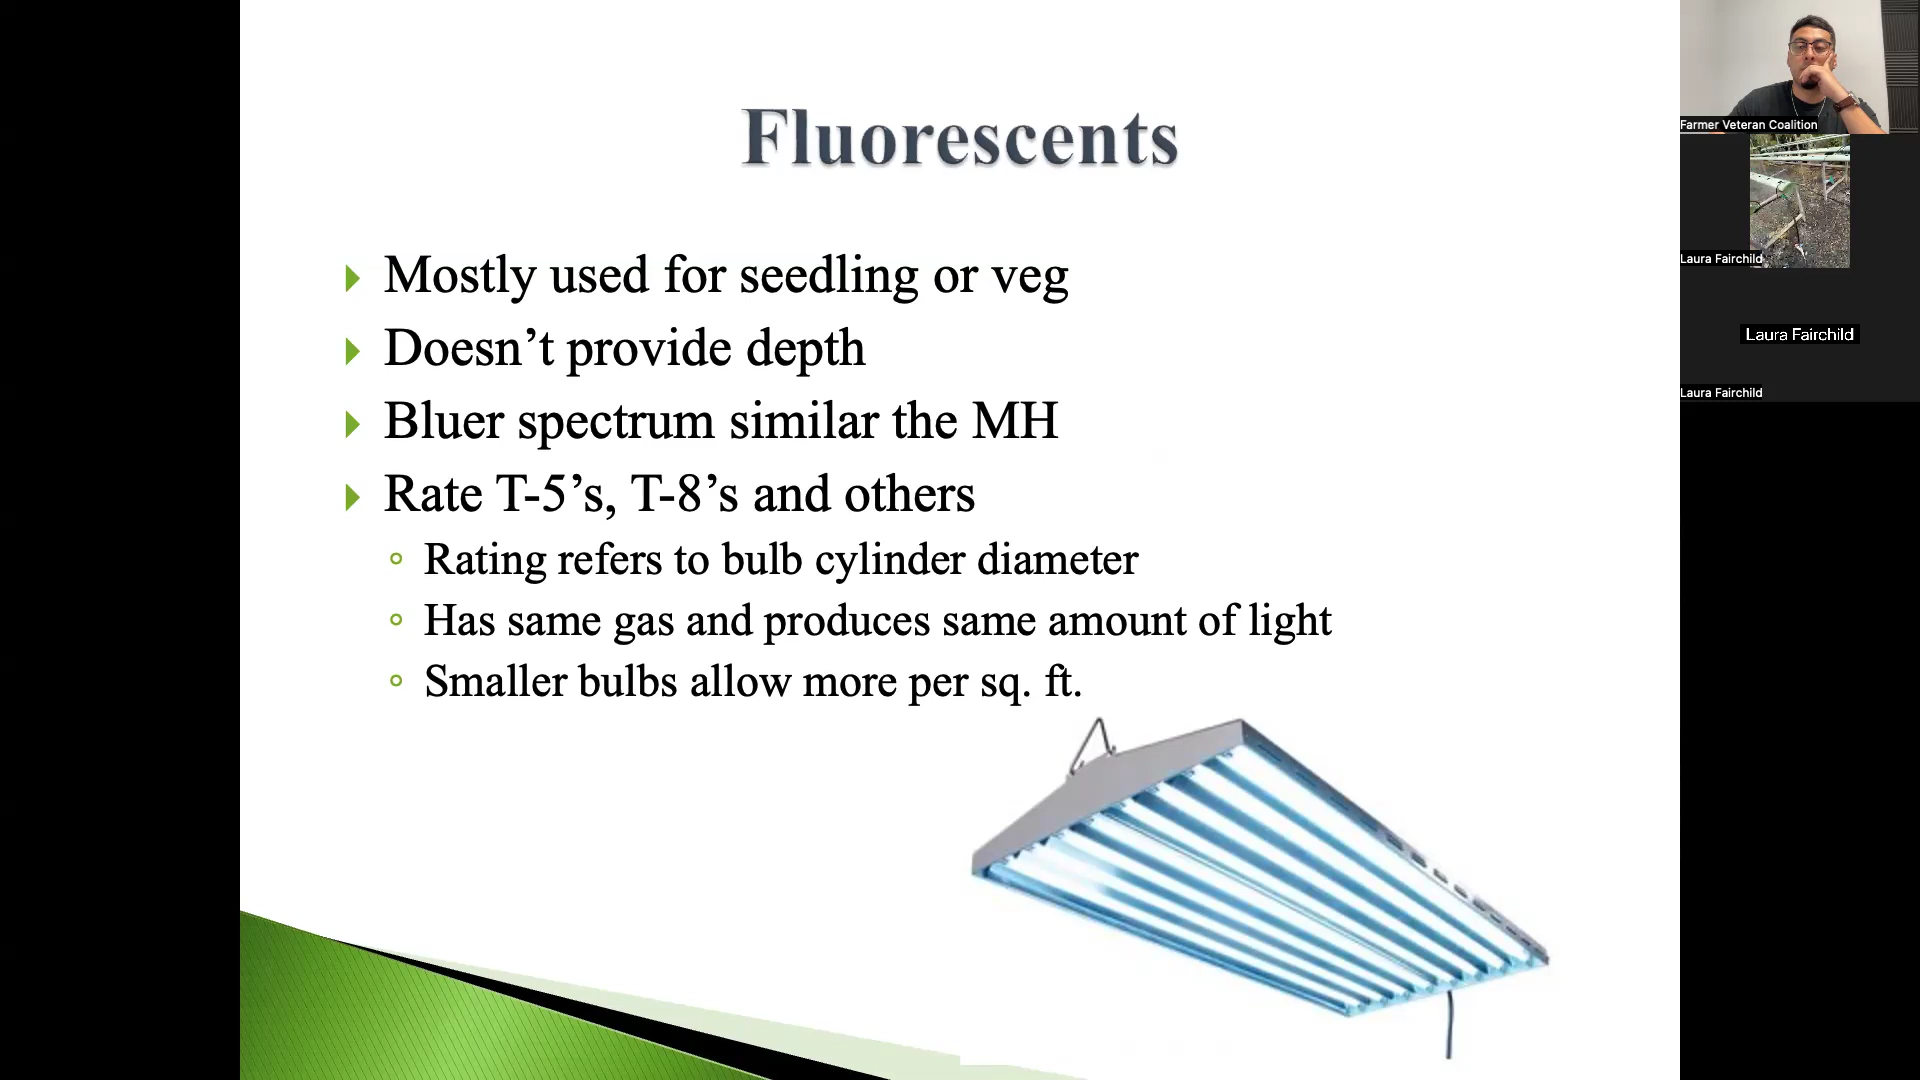 Fluorescents
Mostly used for seedling or veg
Doesn’t provide depth
Bluer spectrum similar the MH
Rate T-5’s, T-8’s and others
Rating refers to bulb cylinder diameter
Has same gas and produces same amount of light
Smaller bulbs allow more per sq. ft.
Farmer Veteran Coalition
Laura Fairchild
Laura Fairchild
Laura Fairchild